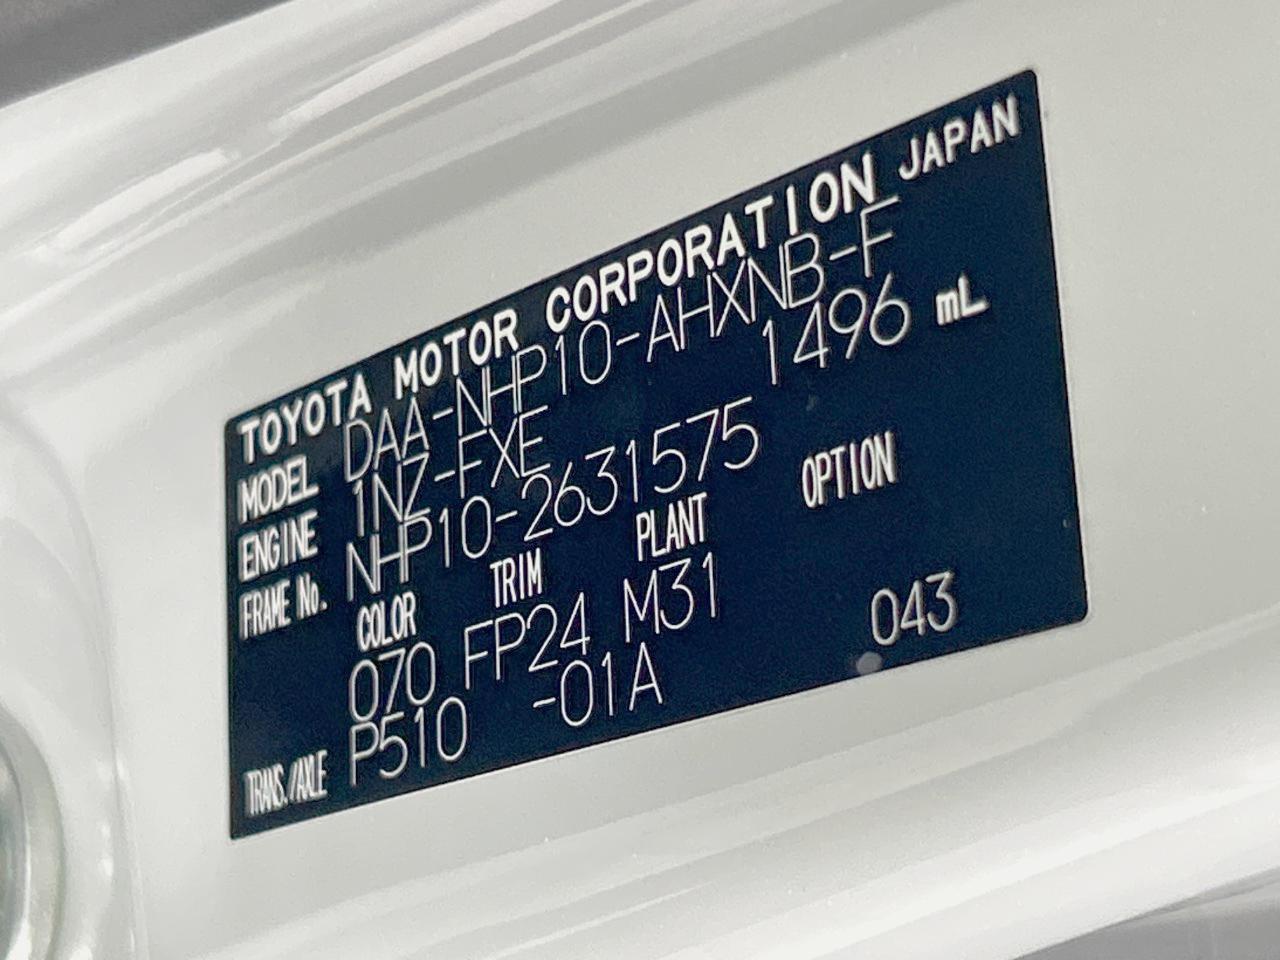 TOYOTA MOTOR CORPORATION JAPAN
MODEL DAA-NHP10-AHXNB-F
ENGINE 1NZ-FXE 1496 mL
FRAME No. NHP10-2631575
COLOR TRIM PLANT OPTION
070 FP24 M31
TRANS./AXLE P510 -01A 043